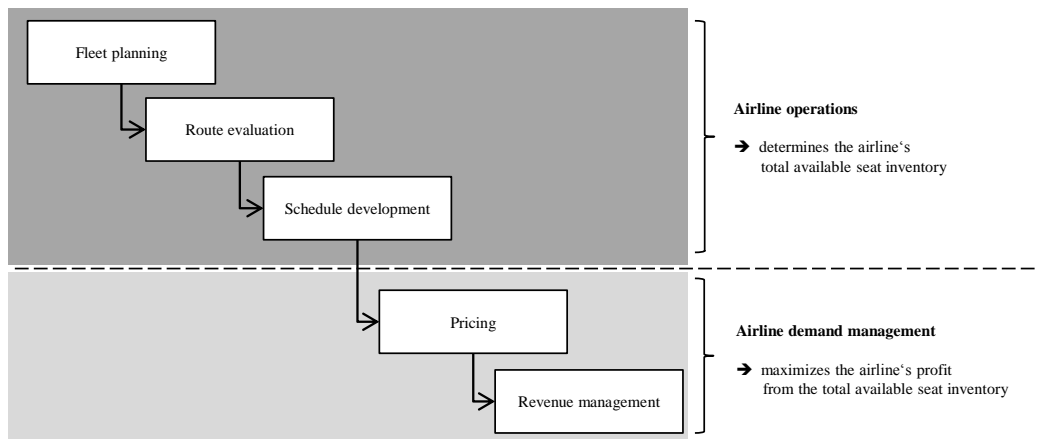 Fleet planning
Route evaluation
Schedule development
Airline operations
➔ determines the airline‘s
total available seat inventory
Pricing
Revenue management
Airline demand management
➔ maximizes the airline‘s profit
from the total available seat inventory